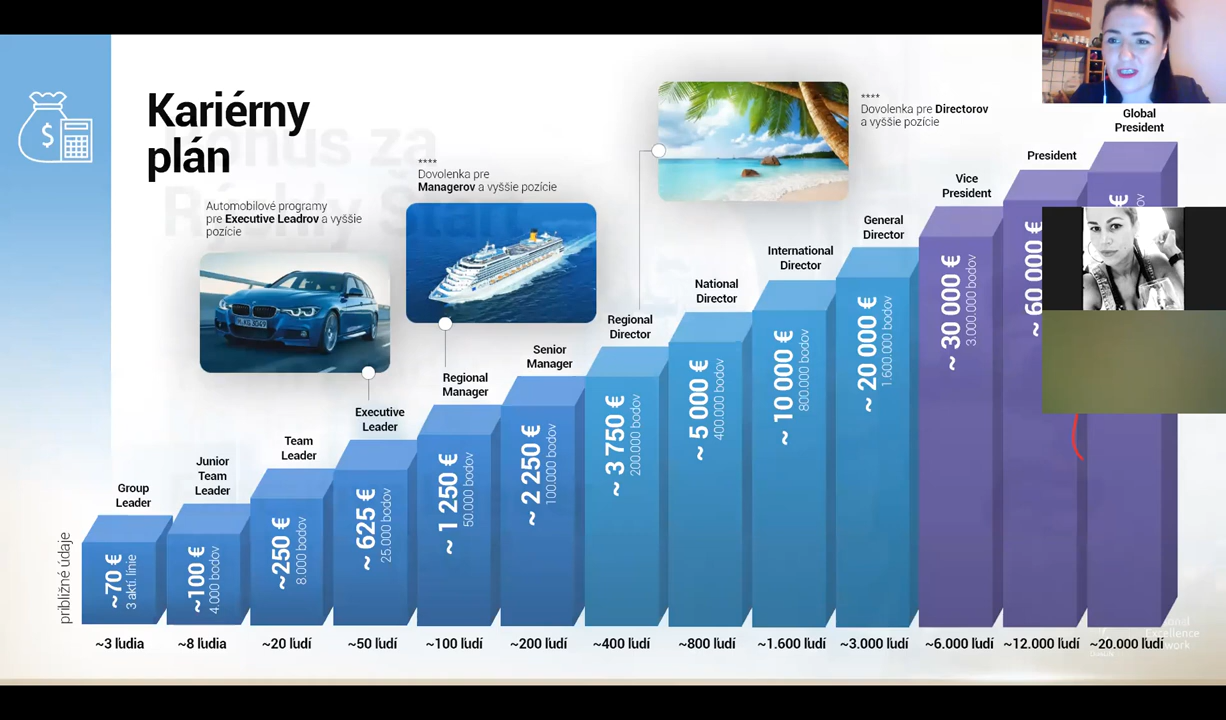 Kariérny
plán
Automobilové programy
pre Executive Leadrov a vyššie
pozície
****
Dovolenka pre
Managerov a vyššie pozície
****
Dovolenka pre Directorov
a vyššie pozície
Group
Leader
Junior
Team
Leader
Team
Leader
Executive
Leader
Regional
Manager
Senior
Manager
Regional
Director
National
Director
International
Director
General
Director
Vice
President
President
Global
President
približné údaje
~70 €
3 aktí. línie
~100 €
4.000 bodov
~250 €
8.000 bodov
~ 625 €
25.000 bodov
~ 1 250 €
50.000 bodov
~ 2 250 €
100.000 bodov
~ 3 750 €
200.000 bodov
~ 5 000 €
400.000 bodov
~ 10 000 €
800.000 bodov
~ 20 000 €
1.600.000 bodov
~ 30 000 €
3.000.000 bodov
~ 60 000 €
€
~3 ľudia
~8 ľudia
~20 ľudí
~50 ľudí
~100 ľudí
~200 ľudí
~400 ľudí
~800 ľudí
~1.600 ľudí
~3.000 ľudí
~6.000 ľudí
~12.000 ľudí
~20.000 ľudí